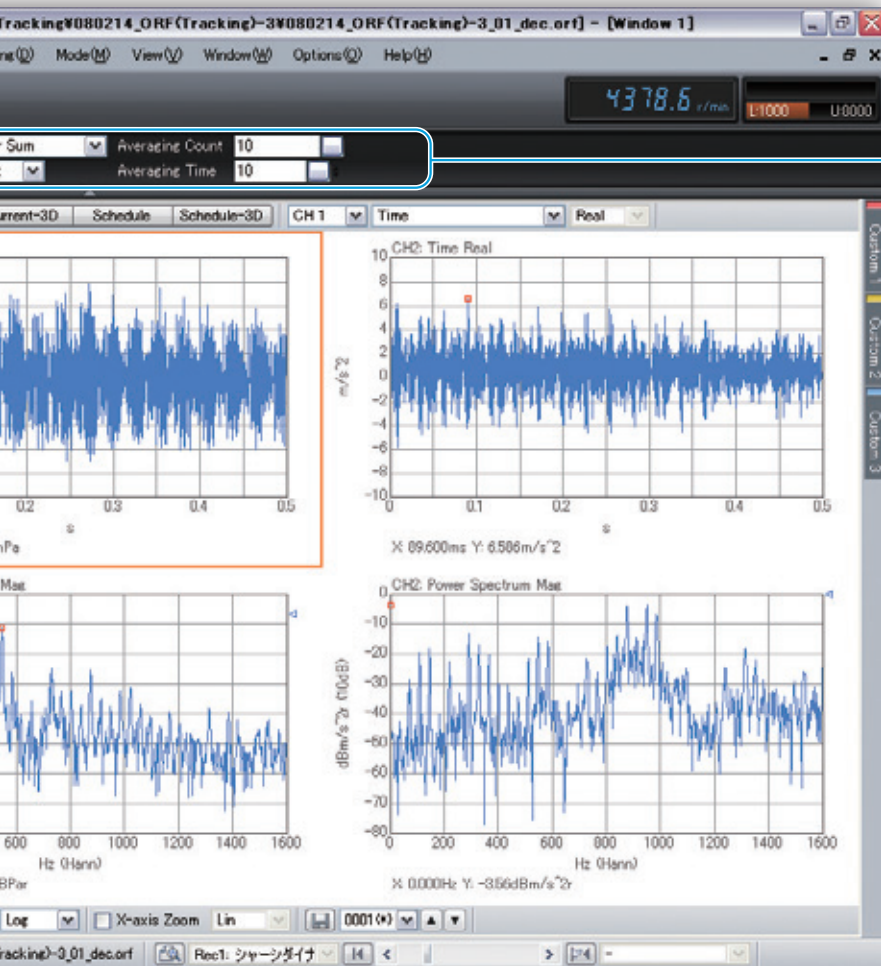 Tracking¥080214_ORF(Tracking)-3¥080214_ORF(Tracking)-3_01_dec.orf] - [Window 1]
Mode(M) View(V) Window(W) Options(O) Help(H)
4378.6 r/min
L:1000 U:0000
Sum Averaging Count 10
Averaging Time 10 s
Current-3D Schedule Schedule-3D CH 1 Time Real
Custom 1
Custom 2
Custom 3
CH2: Time Real
10
8
6
4
2
0
-2
-4
-6
-8
-10
m/s^2
0.2 0.3 0.4 0.5
s
0 0.1 0.2 0.3 0.4 0.5
s
X: 89.600ms Y: 6.586m/s^2
Mag
CH2: Power Spectrum Mag
0
-10
-20
-30
-40
-50
-60
-70
-80
dBm/s^2r (10dB)
600 800 1000 1200 1400 1600
Hz (Hann)
0 200 400 600 800 1000 1200 1400 1600
Hz (Hann)
X: 0.000Hz Y: -3.56dBm/s^2r
Log X-axis Zoom Lin 0001(*)
Tracking)-3_01_dec.orf Rec1: シャーシダイナ -